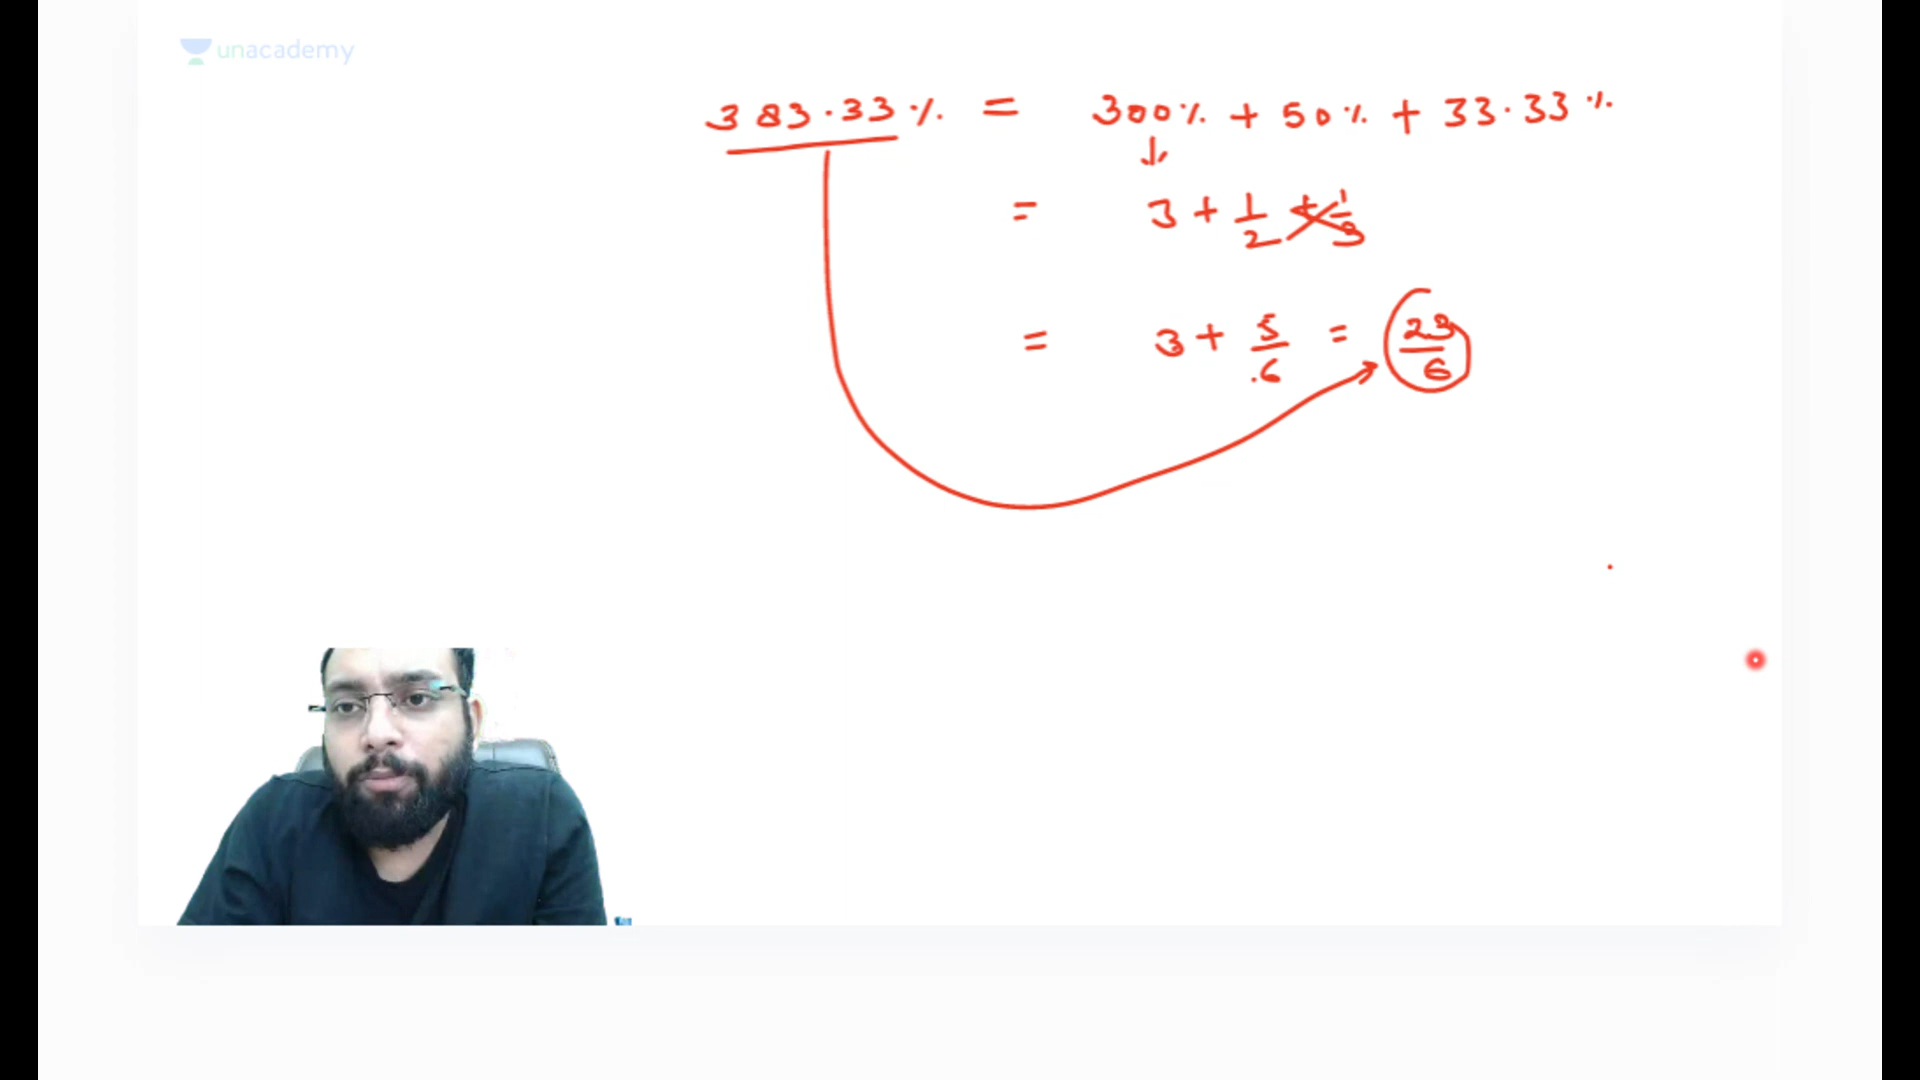 unacademy
383.33% = 300% + 50% + 33.33%
= 3 + 1/2 + 1/3
= 3 + 5/6 = 23/6